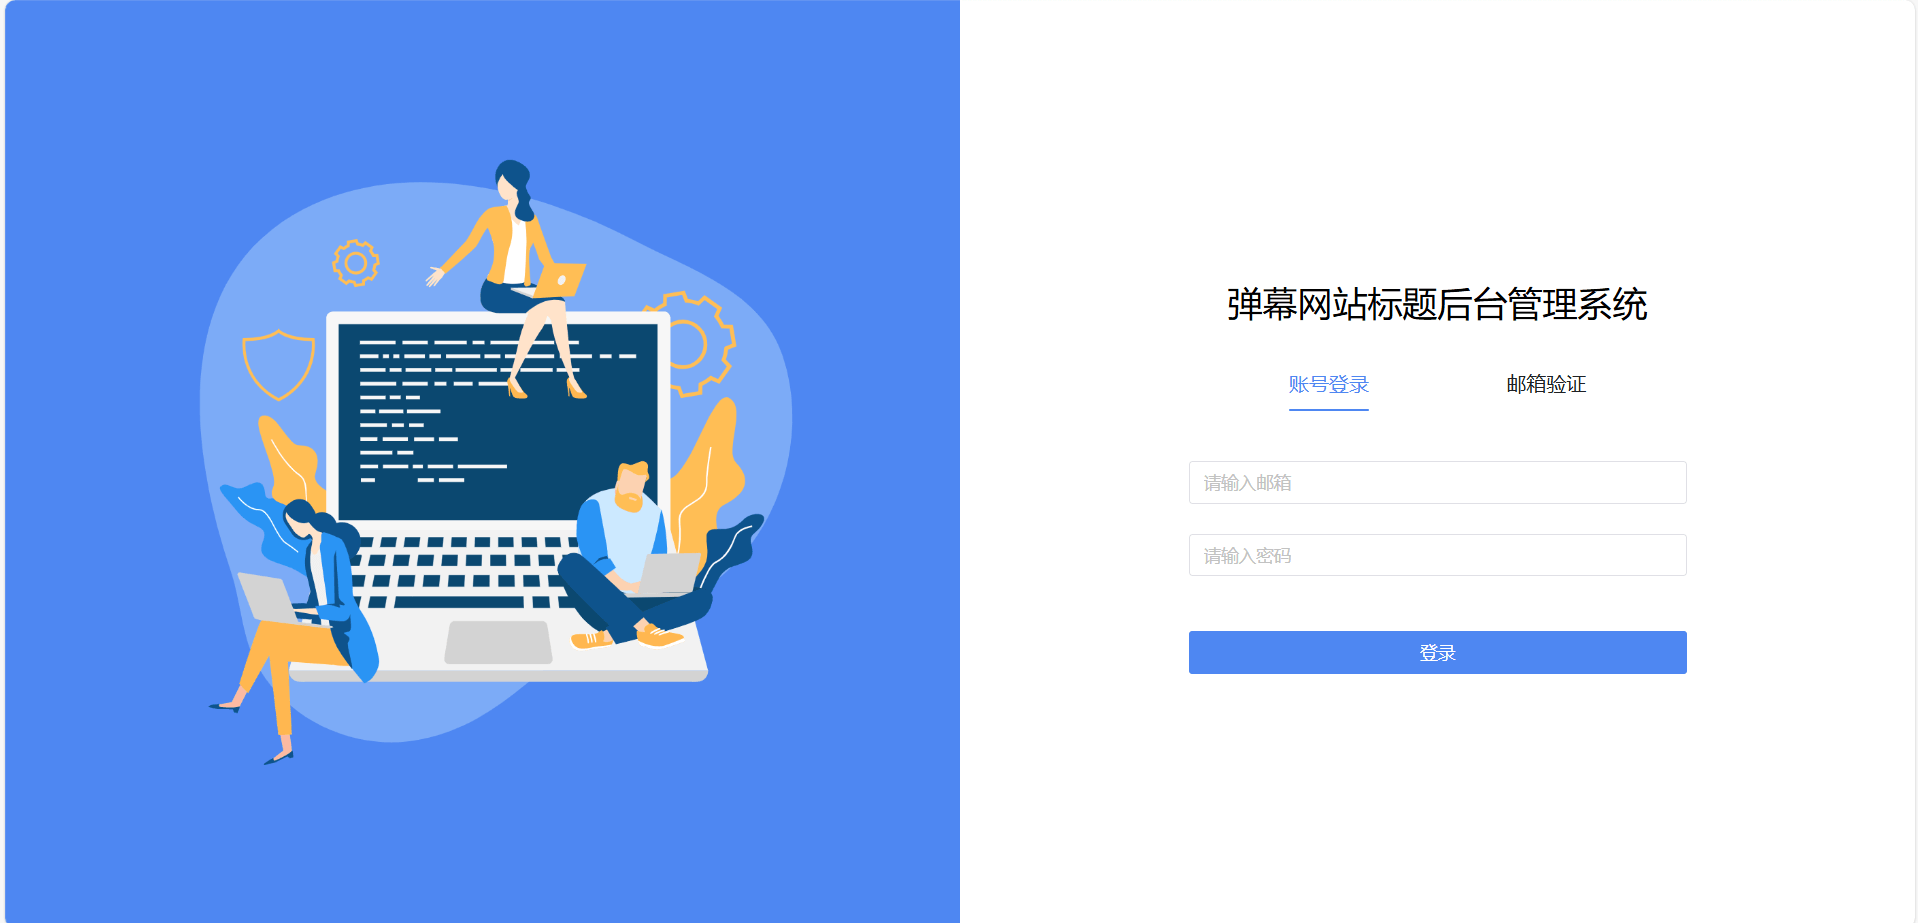 弹幕网站标题后台管理系统
账号登录 邮箱验证
请输入邮箱
请输入密码
登录